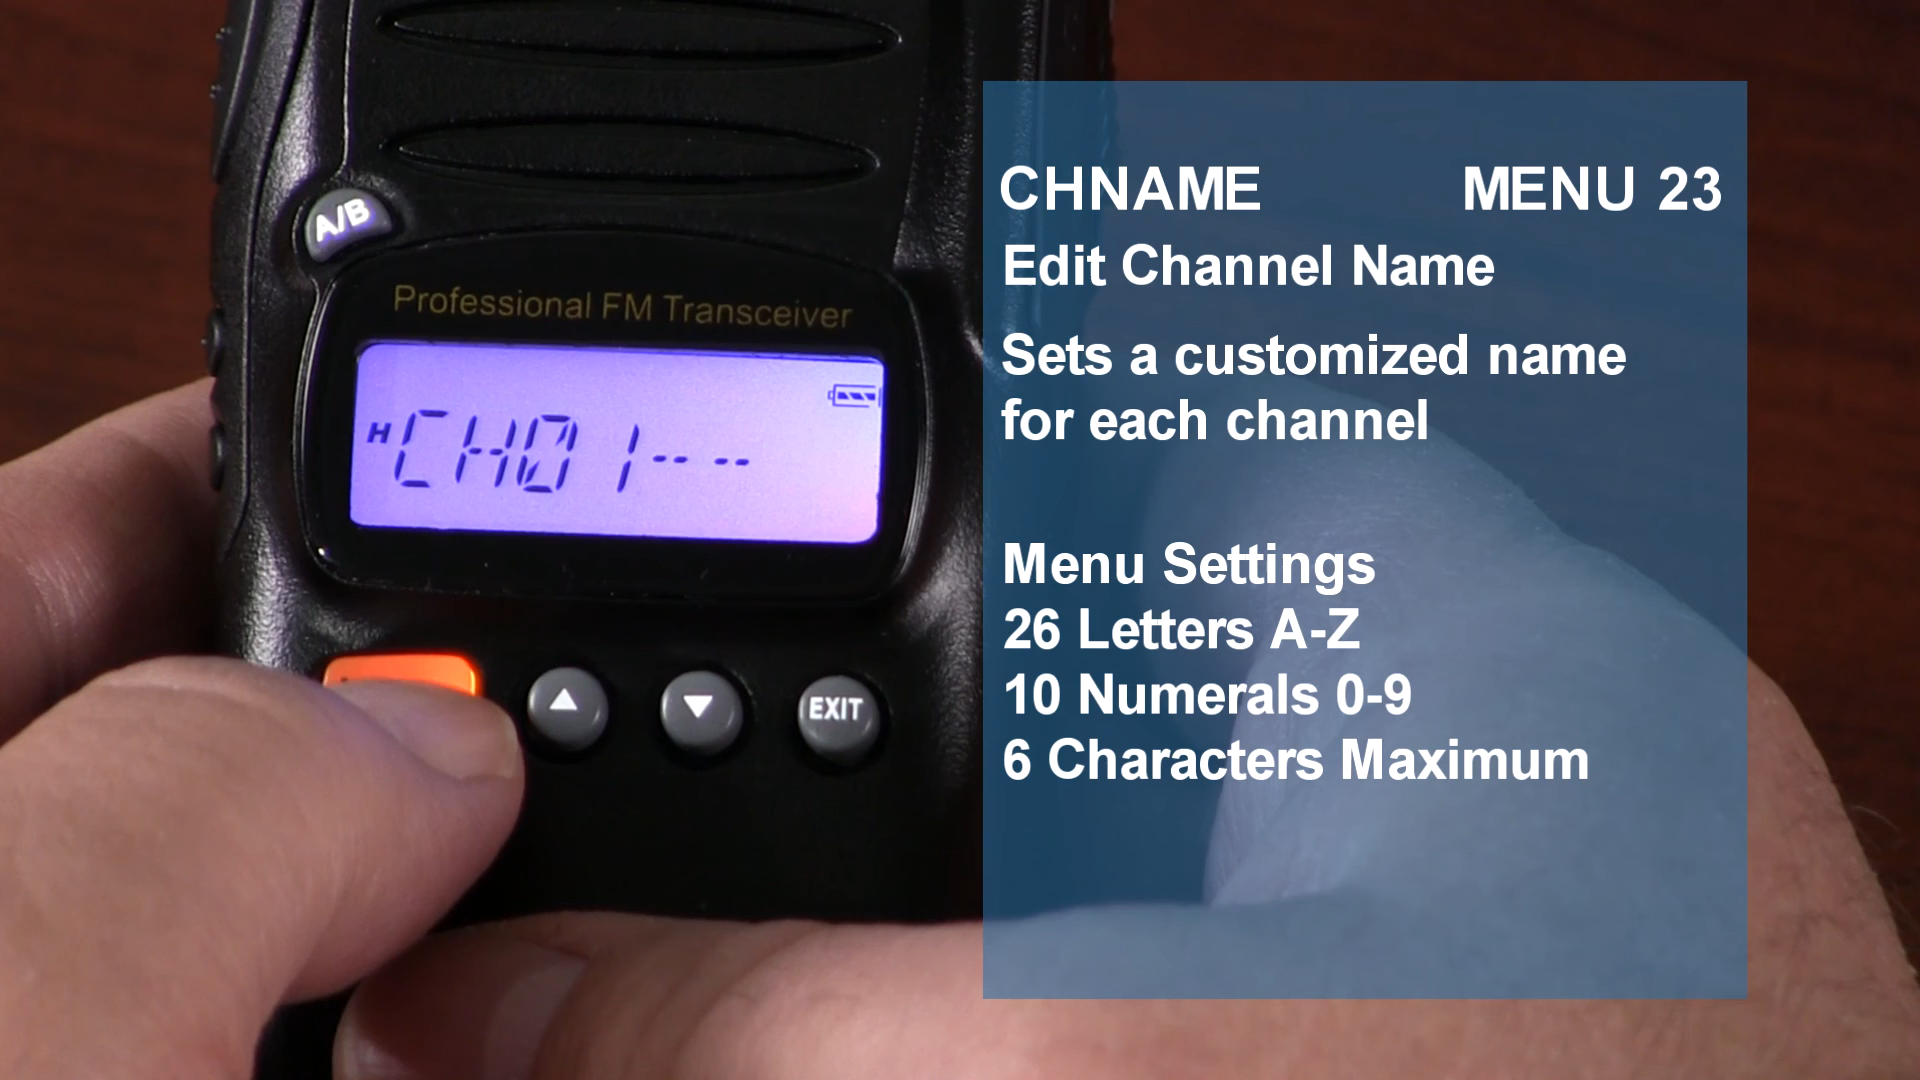 A/B
Professional FM Transceiver
H CH01-- --
EXIT
CHNAME MENU 23
Edit Channel Name
Sets a customized name
for each channel
Menu Settings
26 Letters A-Z
10 Numerals 0-9
6 Characters Maximum